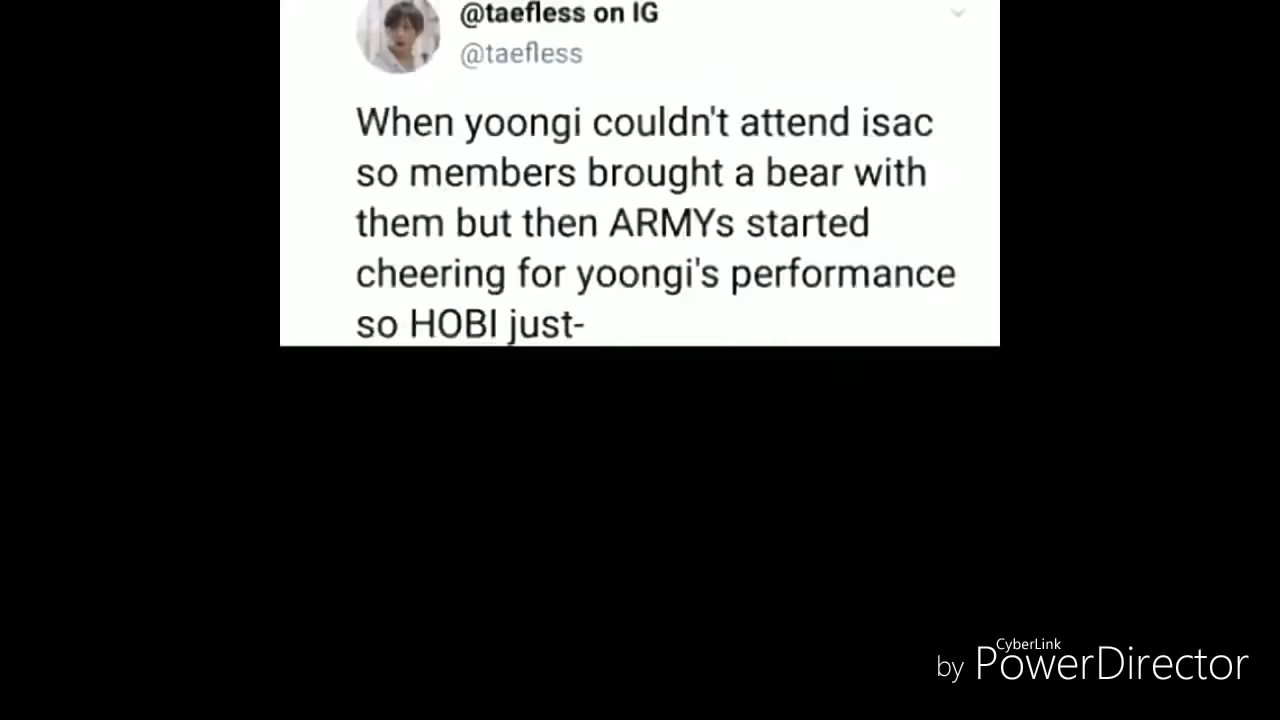 @taefless on IG
@taefless
When yoongi couldn't attend isac
so members brought a bear with
them but then ARMYs started
cheering for yoongi's performance
so HOBI just-
CyberLink
by PowerDirector